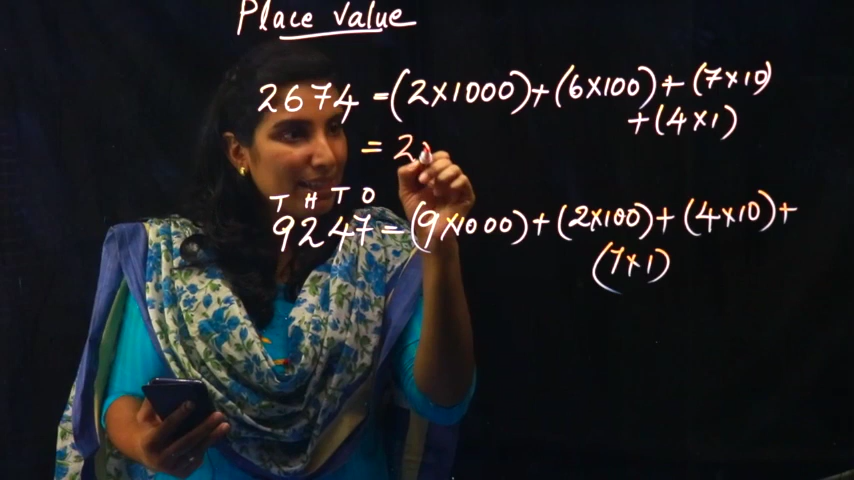 Place value
2674 = (2×1000)+(6×100)+(7×10)
+(4×1)
= 2
T H T O
9247 = (9×1000)+(2×100)+(4×10)+
(7×1)